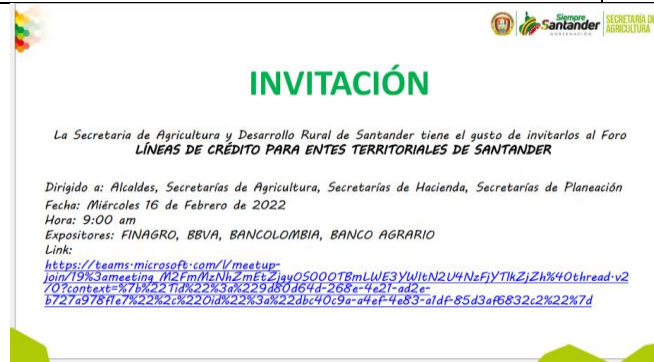 Siempre
Santander
GOBERNACIÓN
SECRETARÍA DE
AGRICULTURA
INVITACIÓN
La Secretaria de Agricultura y Desarrollo Rural de Santander tiene el gusto de invitarlos al Foro
LÍNEAS DE CRÉDITO PARA ENTES TERRITORIALES DE SANTANDER
Dirigido a: Alcaldes, Secretarías de Agricultura, Secretarías de Hacienda, Secretarías de Planeación
Fecha: Miércoles 16 de Febrero de 2022
Hora: 9:00 am
Expositores: FINAGRO, BBVA, BANCOLOMBIA, BANCO AGRARIO
Link:
https://teams.microsoft.com/l/meetup-
join/19%3ameeting_M2FmMzNhZmEtZjgyOS00OTBmLWE3YWItN2U4NzFjYTlkZjZh%40thread.v2
/0?context=%7b%22Tid%22%3a%229d80d64d-268e-4e21-ad2e-
b727a978f1e7%22%2c%22Oid%22%3a%22dbc40c9a-a4ef-4e83-a1df-85d3af6832c2%22%7d